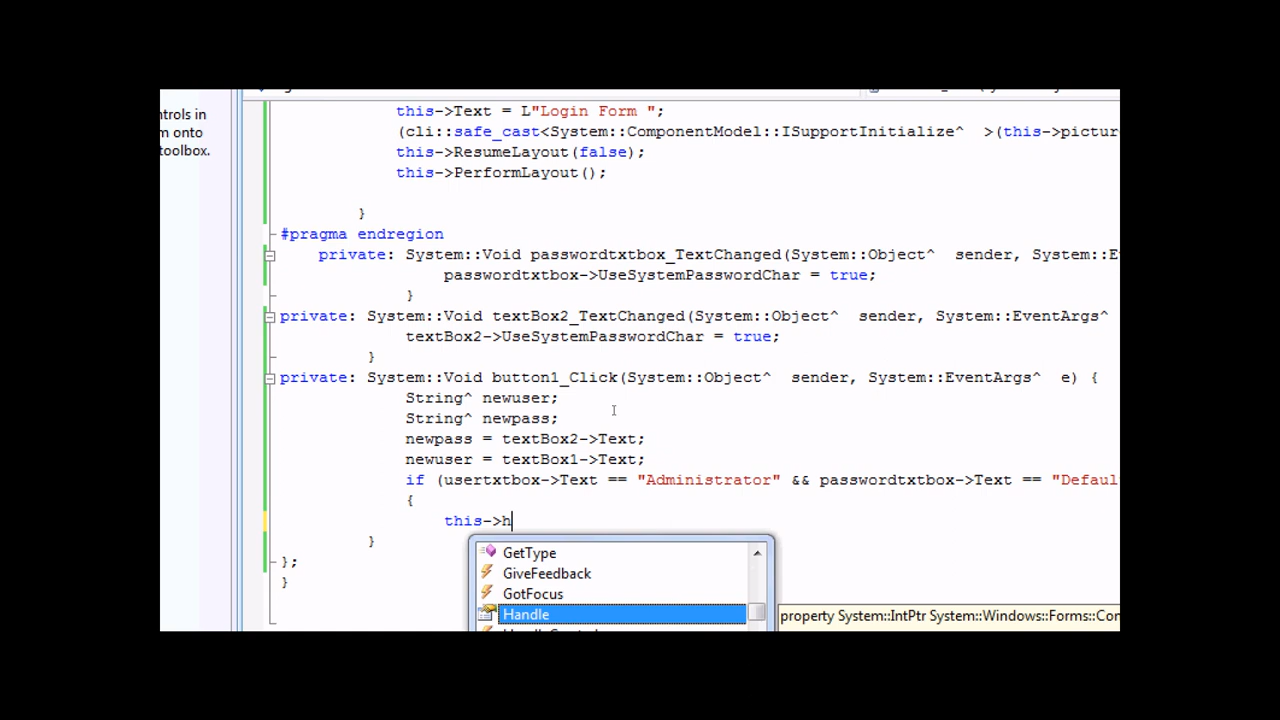 ntrols in
m onto
toolbox.
this->Text = L"Login Form ";
(cli::safe_cast<System::ComponentModel::ISupportInitialize^  >(this->pictur
this->ResumeLayout(false);
this->PerformLayout();
}
#pragma endregion
private: System::Void passwordtxtbox_TextChanged(System::Object^  sender, System::E
passwordtxtbox->UseSystemPasswordChar = true;
}
private: System::Void textBox2_TextChanged(System::Object^  sender, System::EventArgs^
textBox2->UseSystemPasswordChar = true;
}
private: System::Void button1_Click(System::Object^  sender, System::EventArgs^  e) {
String^ newuser;
String^ newpass;
newpass = textBox2->Text;
newuser = textBox1->Text;
if (usertxtbox->Text == "Administrator" && passwordtxtbox->Text == "Defaul
{
this->h
}
};
}
GetType
GiveFeedback
GotFocus
Handle
property System::IntPtr System::Windows::Forms::Con